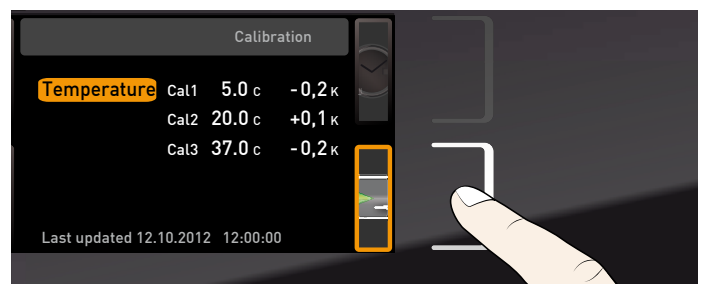 Calibration
Temperature Cal1 5.0 C -0,2 K
Cal2 20.0 C +0,1 K
Cal3 37.0 C -0,2 K
Last updated 12.10.2012 12:00:00